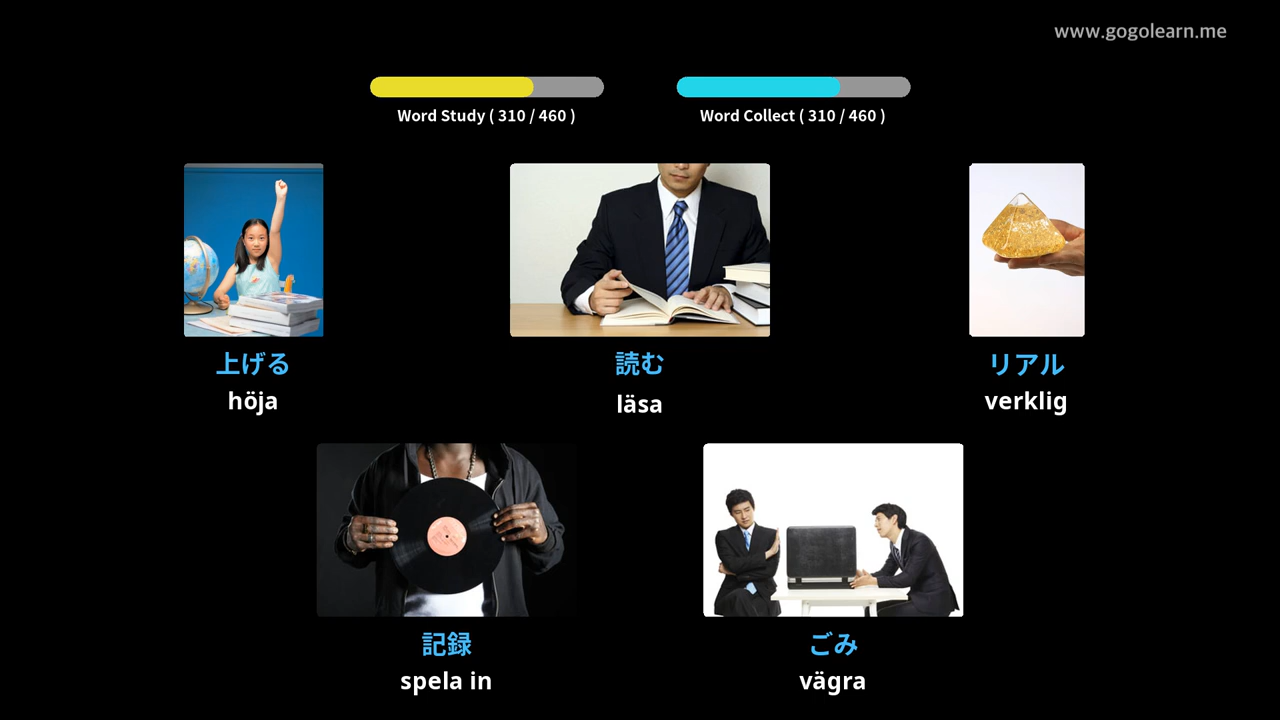 www.gogolearn.me
Word Study ( 310 / 460 )
Word Collect ( 310 / 460 )
上げる
höja
読む
läsa
リアル
verklig
記録
spela in
ごみ
vägra